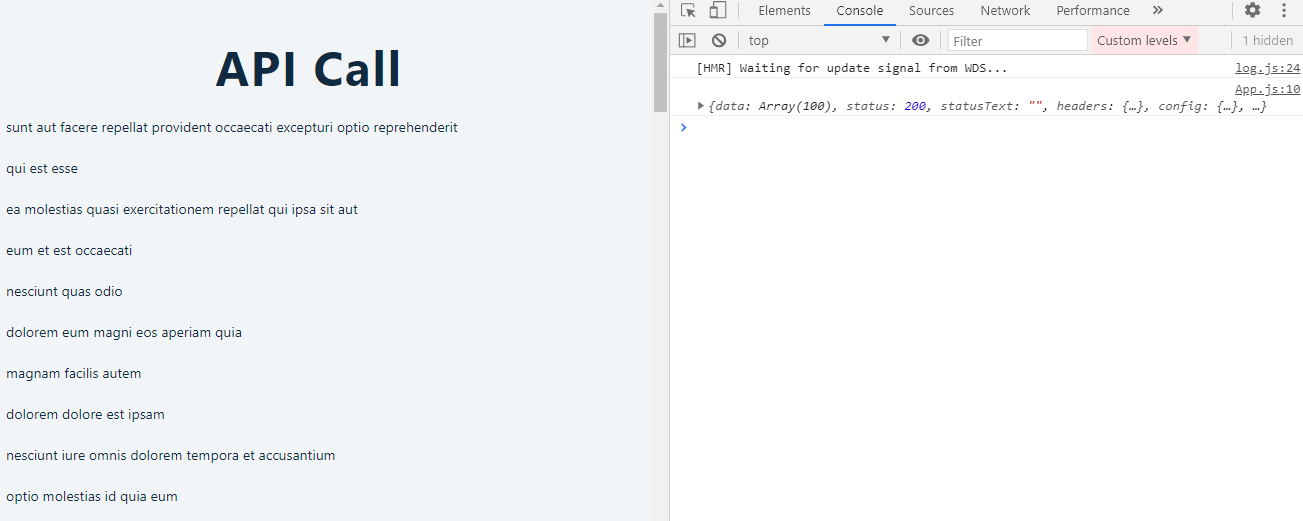 API Call
sunt aut facere repellat provident occaecati excepturi optio reprehenderit
qui est esse
ea molestias quasi exercitationem repellat qui ipsa sit aut
eum et est occaecati
nesciunt quas odio
dolorem eum magni eos aperiam quia
magnam facilis autem
dolorem dolore est ipsam
nesciunt iure omnis dolorem tempora et accusantium
optio molestias id quia eum
Elements Console Sources Network Performance »
top Filter Custom levels 1 hidden
[HMR] Waiting for update signal from WDS... log.js:24
App.js:10
{data: Array(100), status: 200, statusText: "", headers: {…}, config: {…}, …}